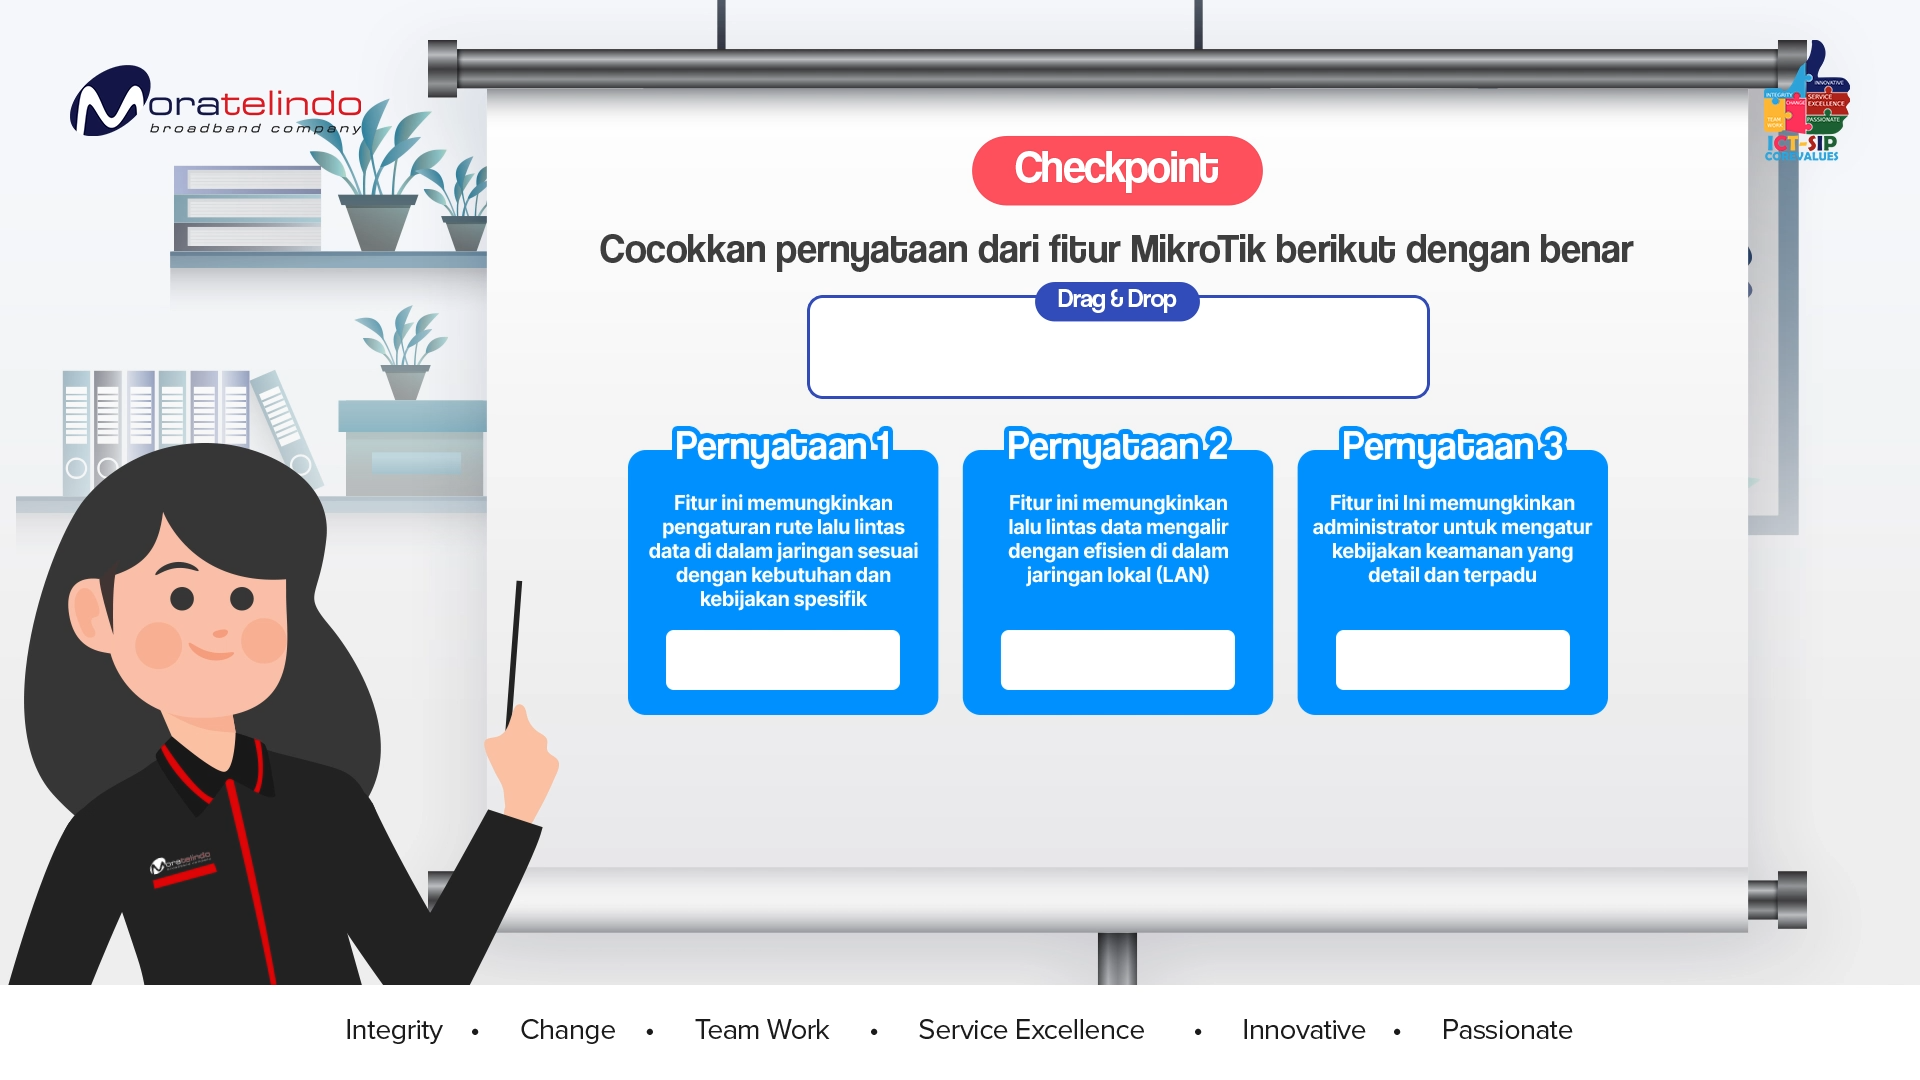 Moratelindo
broadband company
INNOVATIVE
INTEGRITY
SERVICE
EXCELLENCE
CHANGE
TEAM
WORK
PASSIONATE
ICT-SIP
COREVALUES
Checkpoint
Cocokkan pernyataan dari fitur MikroTik berikut dengan benar
Drag & Drop
Pernyataan 1
Fitur ini memungkinkan
pengaturan rute lalu lintas
data di dalam jaringan sesuai
dengan kebutuhan dan
kebijakan spesifik
Pernyataan 2
Fitur ini memungkinkan
lalu lintas data mengalir
dengan efisien di dalam
jaringan lokal (LAN)
Pernyataan 3
Fitur ini Ini memungkinkan
administrator untuk mengatur
kebijakan keamanan yang
detail dan terpadu
Moratelindo
Integrity • Change • Team Work • Service Excellence • Innovative • Passionate